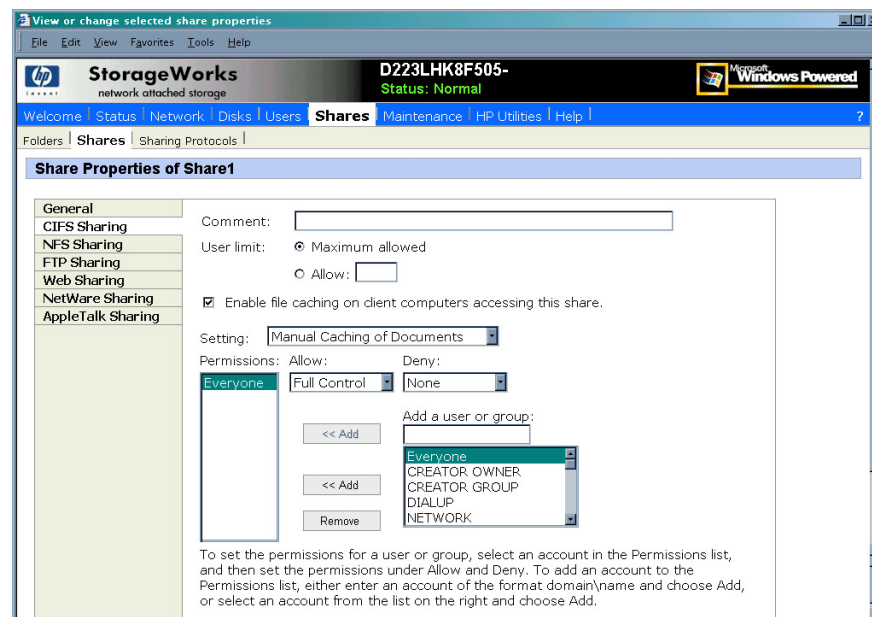 View or change selected share properties
File Edit View Favorites Tools Help
hp
invent
StorageWorks
network attached storage
D223LHK8F505-
Status: Normal
Microsoft
Windows Powered
Welcome | Status | Network | Disks | Users | Shares | Maintenance | HP Utilities | Help | ?
Folders | Shares | Sharing Protocols |
Share Properties of Share1
General
CIFS Sharing
NFS Sharing
FTP Sharing
Web Sharing
NetWare Sharing
AppleTalk Sharing
Comment:
User limit: Maximum allowed
Allow:
Enable file caching on client computers accessing this share.
Setting: Manual Caching of Documents
Permissions: Allow: Deny:
Everyone Full Control None
Add a user or group:
<< Add
Everyone
CREATOR OWNER
CREATOR GROUP
DIALUP
NETWORK
<< Add
Remove
To set the permissions for a user or group, select an account in the Permissions list,
and then set the permissions under Allow and Deny. To add an account to the
Permissions list, either enter an account of the format domain\name and choose Add,
or select an account from the list on the right and choose Add.